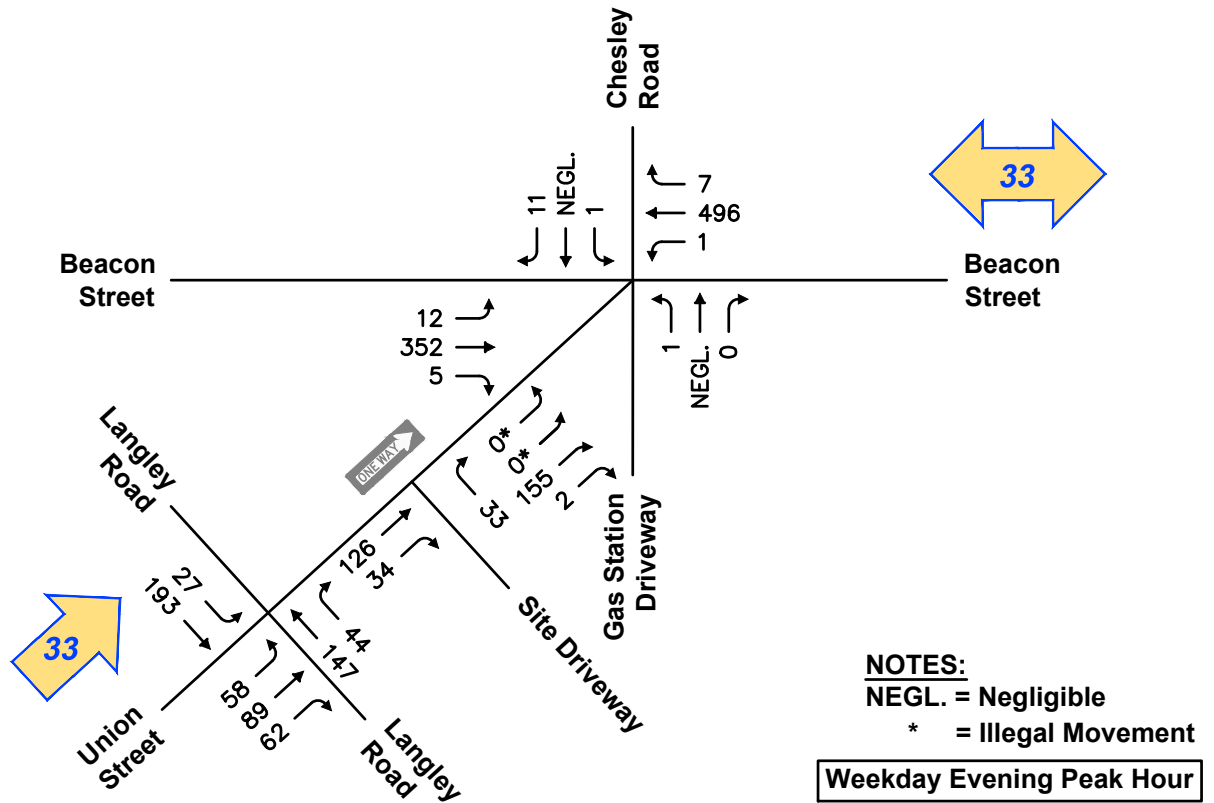 Chesley
Road
33
11
NEGL.
1
7
496
1
Beacon
Street
Beacon
Street
12
352
5
1
NEGL.
0
0*
0*
155
2
33
ONE WAY
Langley
Road
Gas Station
Driveway
126
34
Site Driveway
27
193
44
147
33
58
89
62
Union
Street
Langley
Road
NOTES:
NEGL. = Negligible
* = Illegal Movement
Weekday Evening Peak Hour